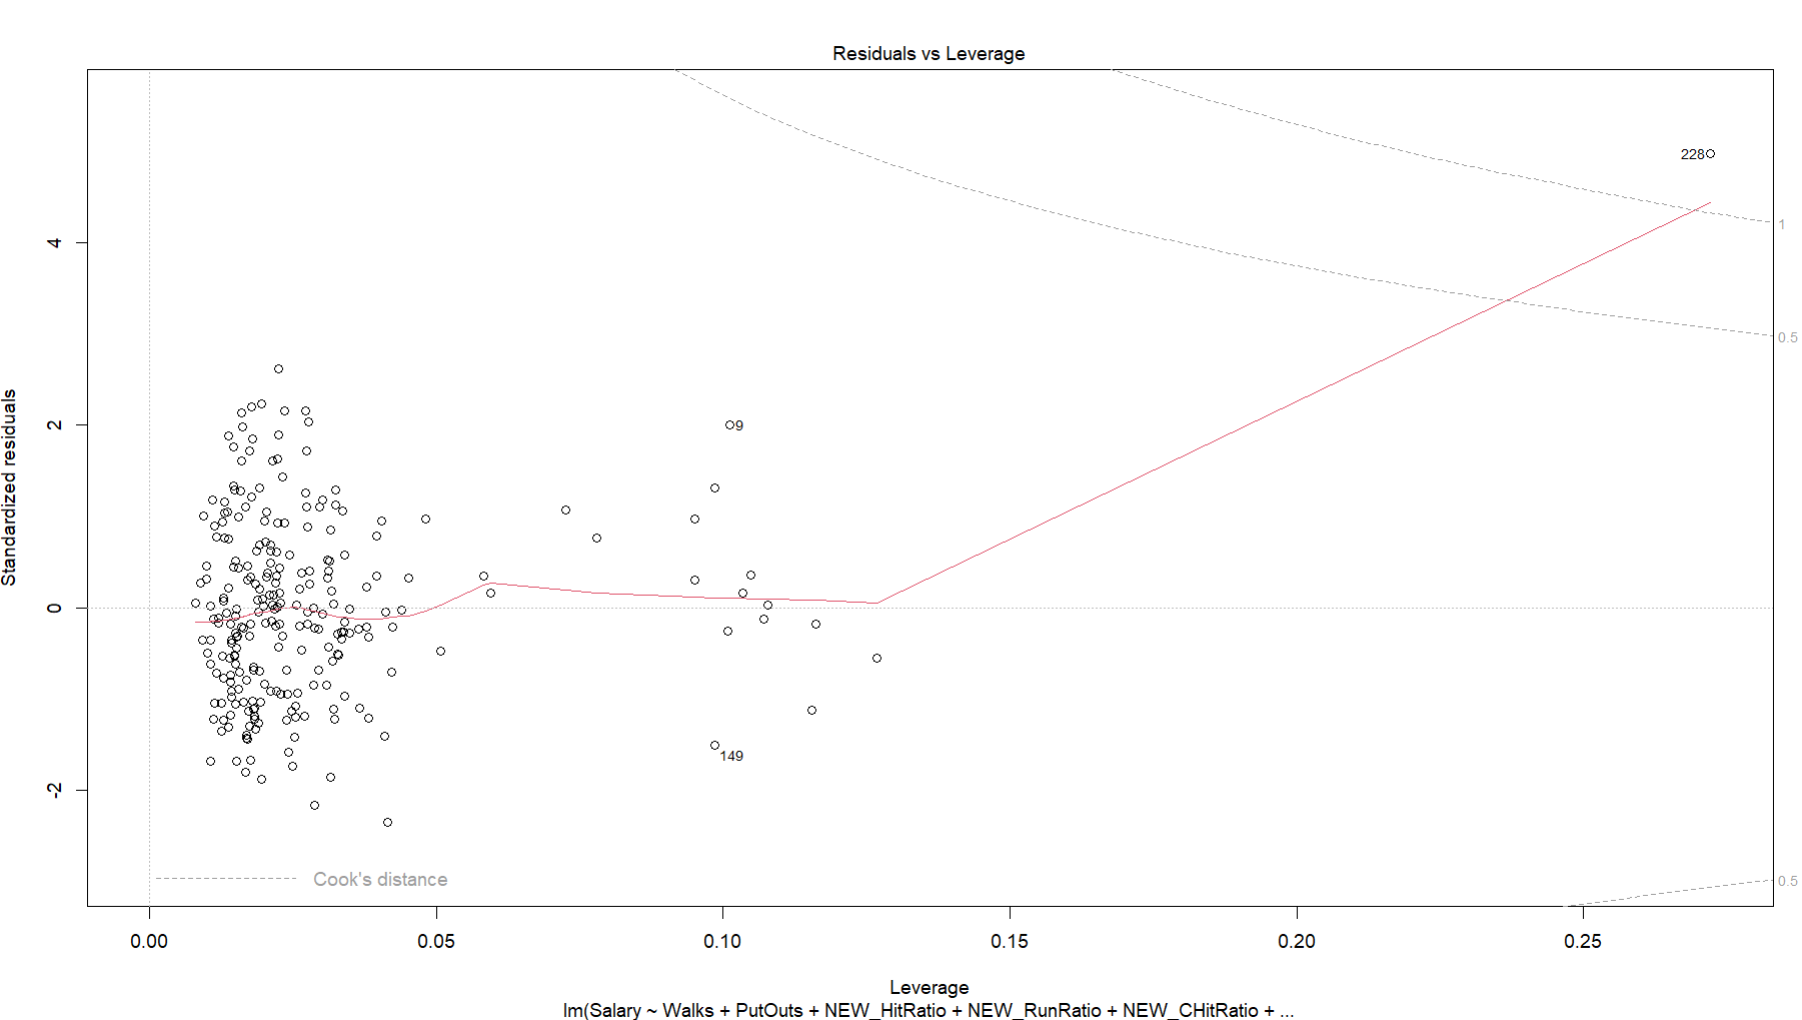 Residuals vs Leverage
228
1
0.5
9
149
0.5
4
2
0
-2
Standardized residuals
Cook's distance
0.00 0.05 0.10 0.15 0.20 0.25
Leverage
lm(Salary ~ Walks + PutOuts + NEW_HitRatio + NEW_RunRatio + NEW_CHitRatio + ...